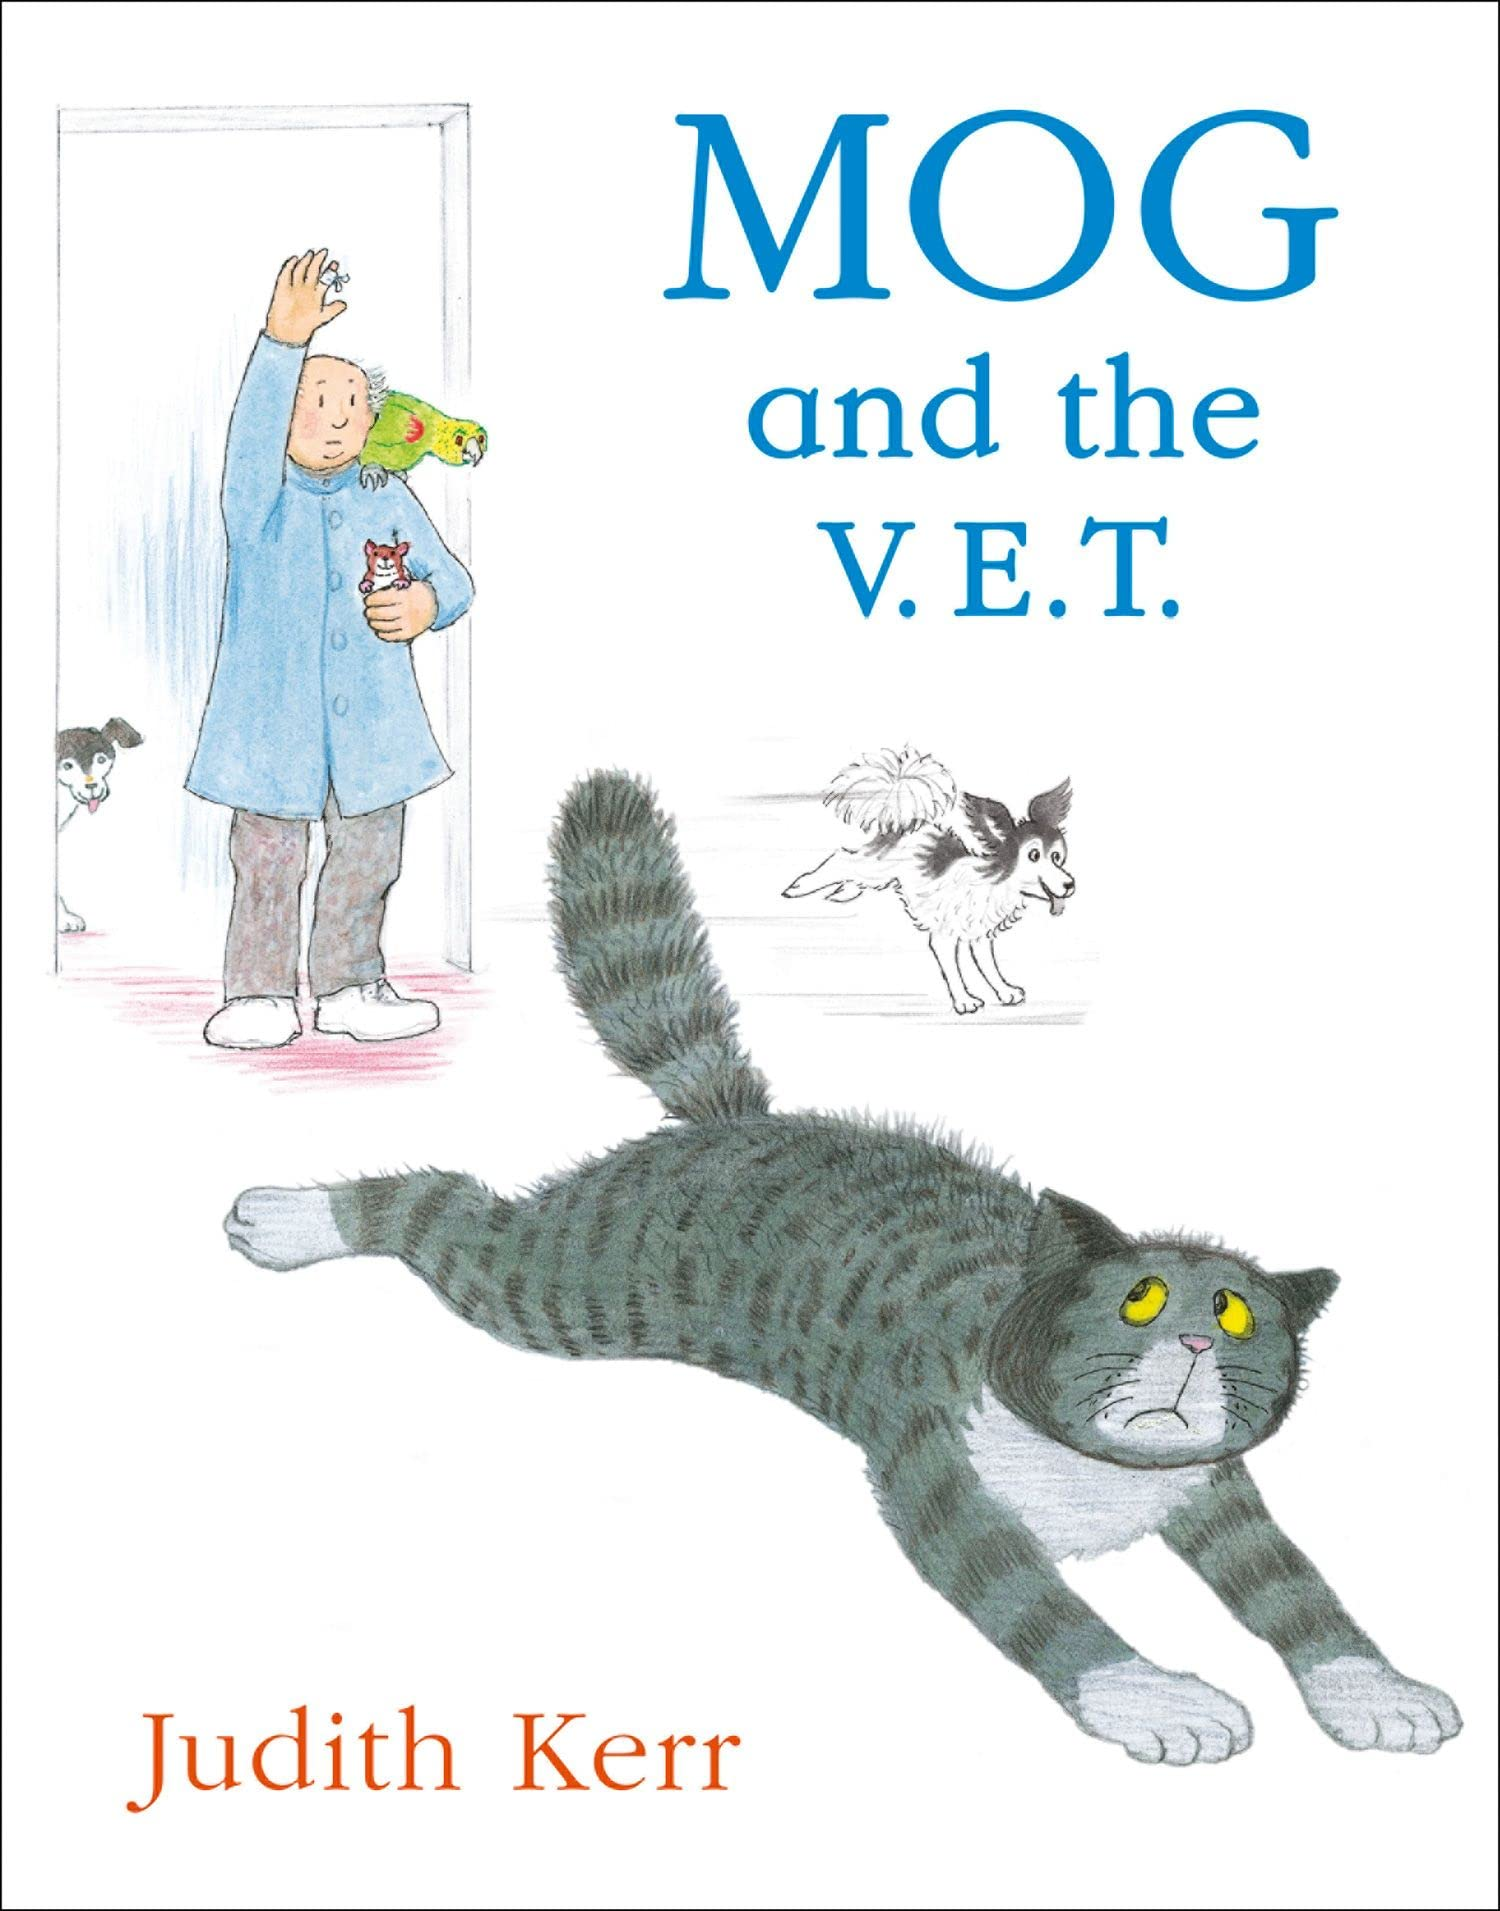 MOG
and the
V.E.T.
Judith Kerr